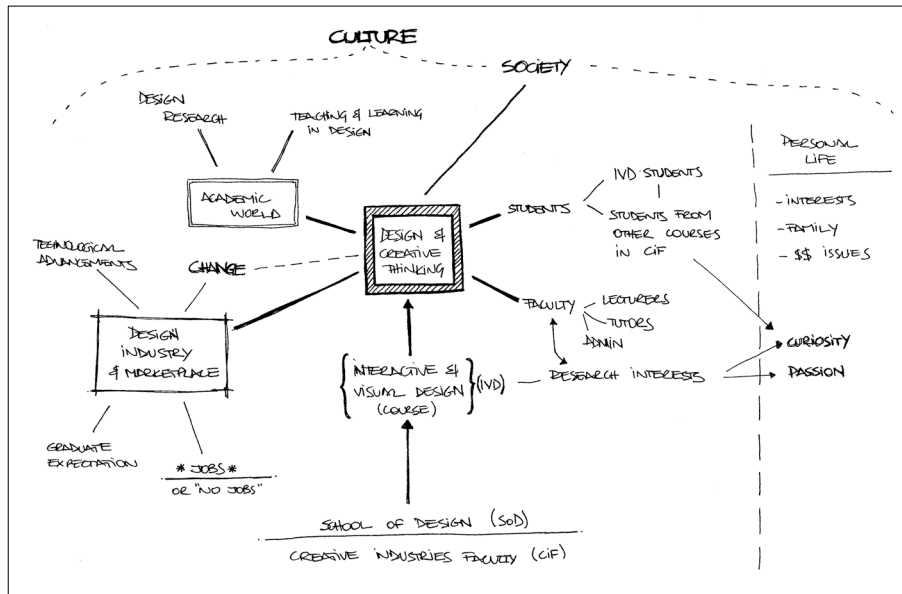 CULTURE
SOCIETY
DESIGN
RESEARCH
TEACHING & LEARNING
IN DESIGN
ACADEMIC
WORLD
DESIGN &
CREATIVE
THINKING
STUDENTS
IVD STUDENTS
STUDENTS FROM
OTHER COURSES
IN CiF
PERSONAL
LIFE
- INTERESTS
- FAMILY
- $$ ISSUES
TECHNOLOGICAL
ADVANCEMENTS
CHANGE
DESIGN
INDUSTRY
& MARKETPLACE
GRADUATE
EXPECTATION
* JOBS *
OR "NO JOBS"
FACULTY
LECTURERS
TUTORS
ADMIN
INTERACTIVE &
VISUAL DESIGN
(COURSE)
(IVD)
RESEARCH INTERESTS
CURIOSITY
PASSION
SCHOOL OF DESIGN (SoD)
CREATIVE INDUSTRIES FACULTY (CiF)